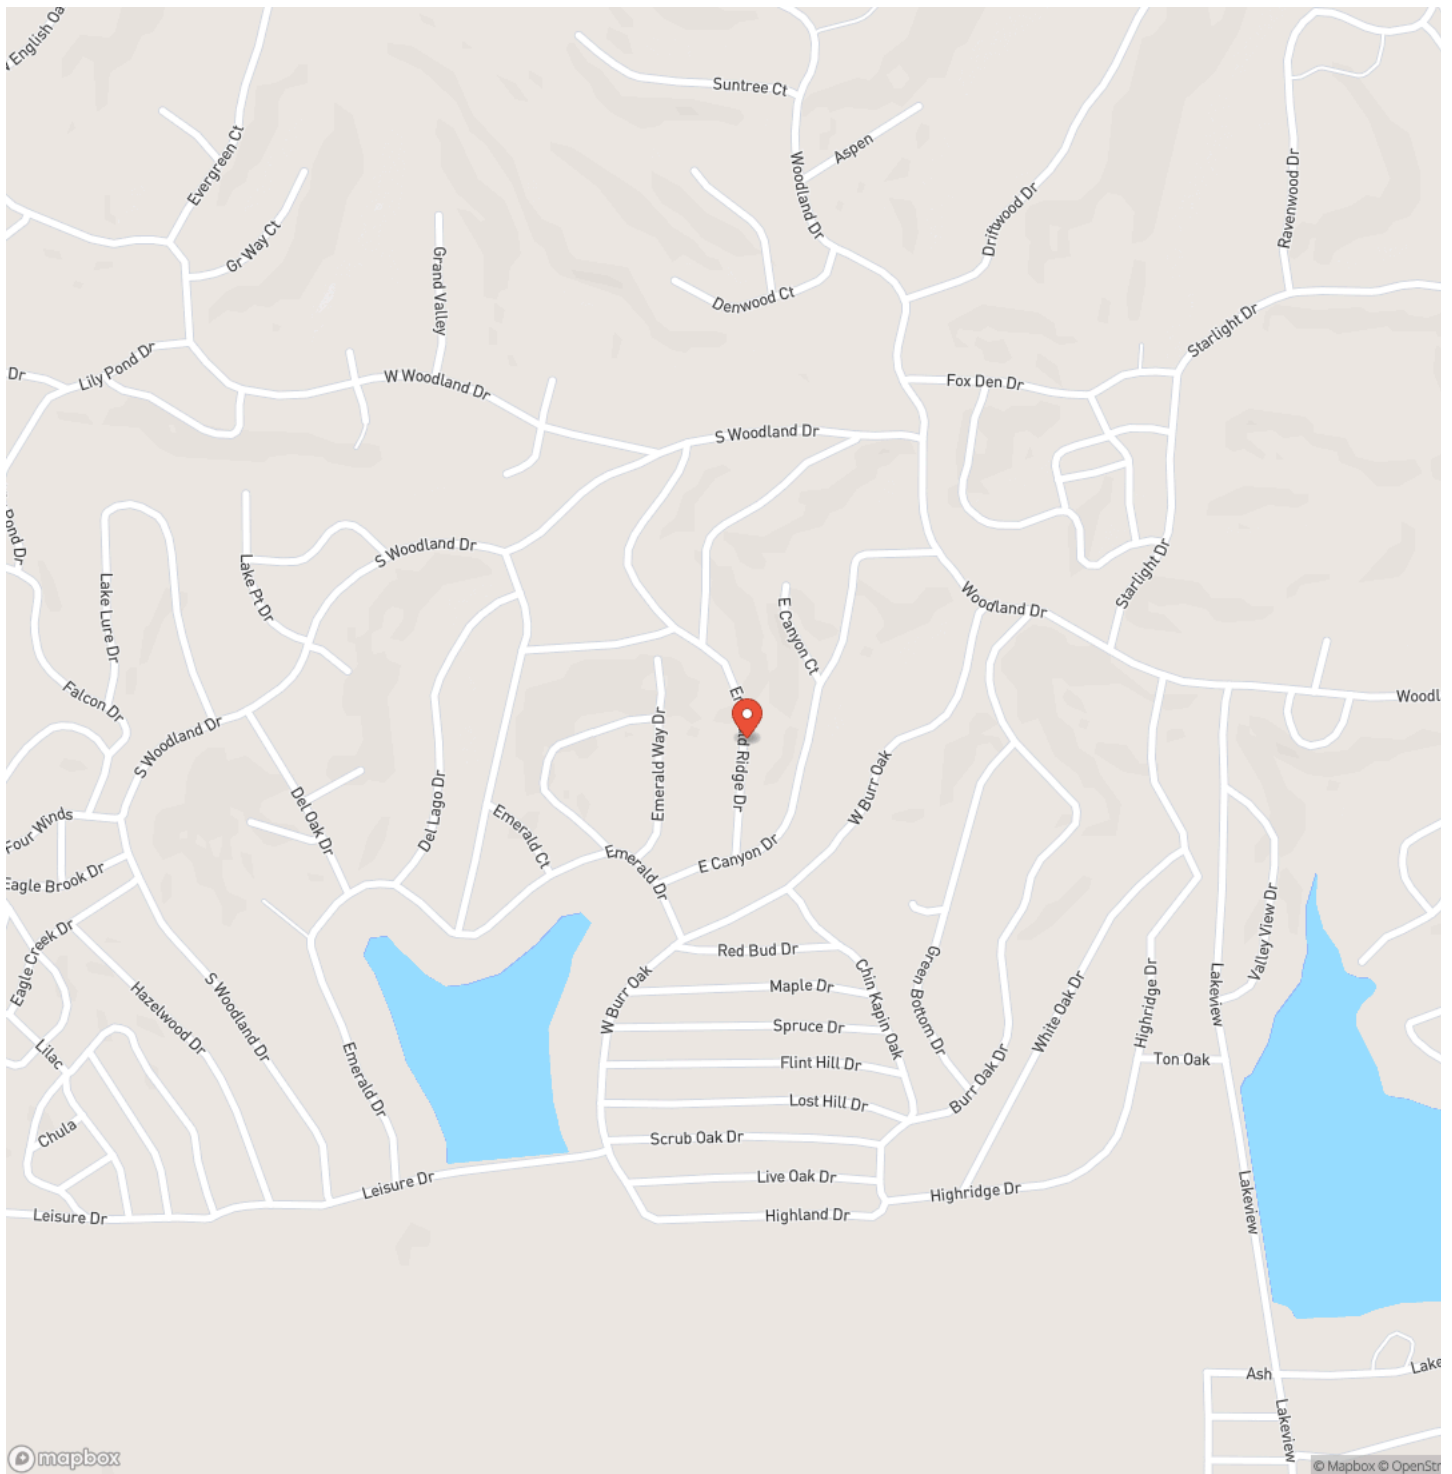 English Oa
Suntree Ct
Aspen
Evergreen Ct
Woodland Dr
Driftwood Dr
Ravenwood Dr
Gr Way Ct
Grand Valley
Denwood Ct
Starlight Dr
Lily Pond Dr
Dr
W Woodland Dr
Fox Den Dr
S Woodland Dr
Pond Dr
S Woodland Dr
Lake Pt Dr
Lake Lure Dr
E Canyon Ct
Woodland Dr
Starlight Dr
Falcon Dr
S Woodland Dr
Woodl
Em
d Ridge Dr
Emerald Way Dr
Del Lago Dr
Del Oak Dr
Emerald Ct
W Burr Oak
Four Winds
Eagle Brook Dr
Emerald Dr
E Canyon Dr
Valley View Dr
Eagle Creek Dr
Red Bud Dr
Chin Kapin Oak
Green Bottom Dr
Highridge Dr
Lakeview
White Oak Dr
Hazelwood Dr
S Woodland Dr
W Burr Oak
Maple Dr
Spruce Dr
Lilac
Flint Hill Dr
Ton Oak
Emerald Dr
Burr Oak Dr
Lost Hill Dr
Chula
Scrub Oak Dr
Live Oak Dr
Leisure Dr
Highridge Dr
Lakeview
Leisure Dr
Highland Dr
Ash
Lake
Lakeview
mapbox
© Mapbox © OpenStr